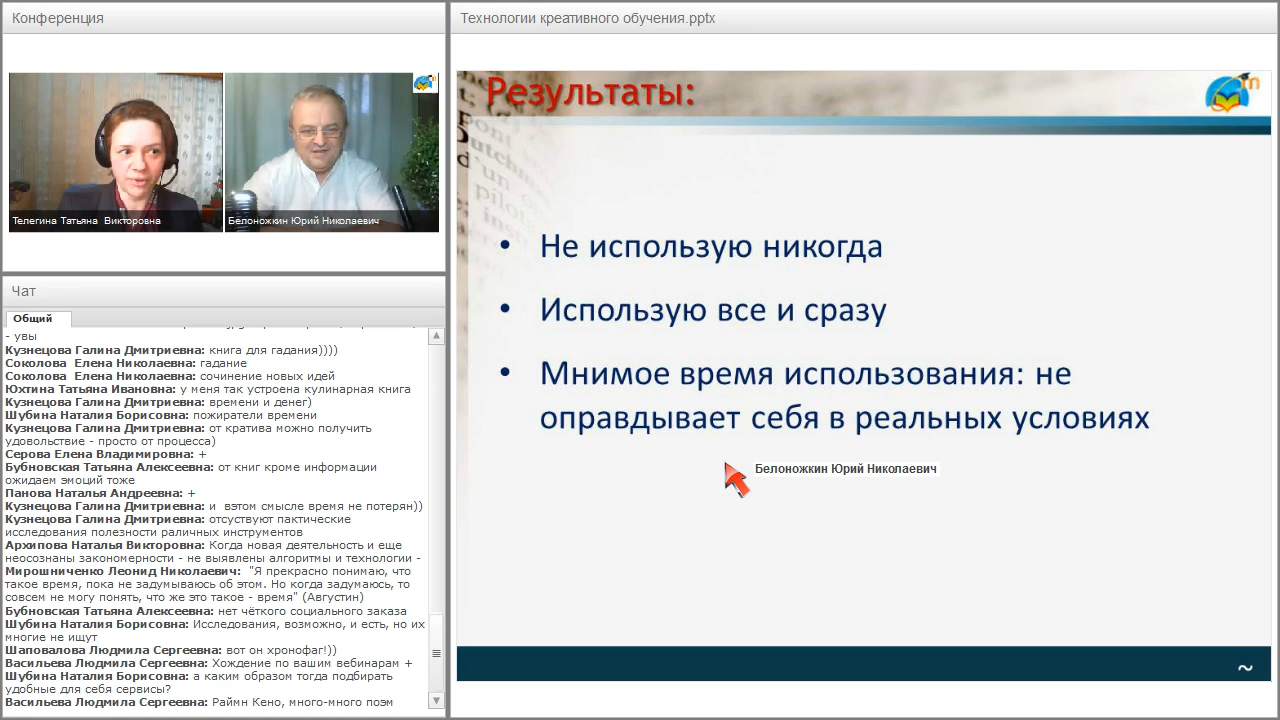 Конференция
Телегина Татьяна Викторовна
Белоножкин Юрий Николаевич
Чат
Общий
- увы
Кузнецова Галина Дмитриевна: книга для гадания))))
Соколова Елена Николаевна: гадание
Соколова Елена Николаевна: сочинение новых идей
Юхтина Татьяна Ивановна: у меня так устроена кулинарная книга
Кузнецова Галина Дмитриевна: времени и денег)
Шубина Наталия Борисовна: пожиратели времени
Кузнецова Галина Дмитриевна: от кратива можно получить
удовольствие - просто от процесса)
Серова Елена Владимировна: +
Бубновская Татьяна Алексеевна: от книг кроме информации
ожидаем эмоций тоже
Панова Наталья Андреевна: +
Кузнецова Галина Дмитриевна: и вэтом смысле время не потерян))
Кузнецова Галина Дмитриевна: отсуствуют пактические
исследования полезности раличных инструментов
Архипова Наталья Викторовна: Когда новая деятельность и еще
неосознаны закономерности - не выявлены алгоритмы и технологии -
Мирошниченко Леонид Николаевич: "Я прекрасно понимаю, что
такое время, пока не задумываюсь об этом. Но когда задумаюсь, то
совсем не могу понять, что же это такое - время" (Августин)
Бубновская Татьяна Алексеевна: нет чёткого социального заказа
Шубина Наталия Борисовна: Исследования, возможно, и есть, но их
многие не ищут
Шаповалова Людмила Сергеевна: вот он хронофаг!))
Васильева Людмила Сергеевна: Хождение по вашим вебинарам +
Шубина Наталия Борисовна: а каким образом тогда подбирать
удобные для себя сервисы?
Васильева Людмила Сергеевна: Раймн Кено, много-много поэм
Технологии креативного обучения.pptx
Результаты:
• Не использую никогда
• Использую все и сразу
• Мнимое время использования: не
оправдывает себя в реальных условиях
Белоножкин Юрий Николаевич
~